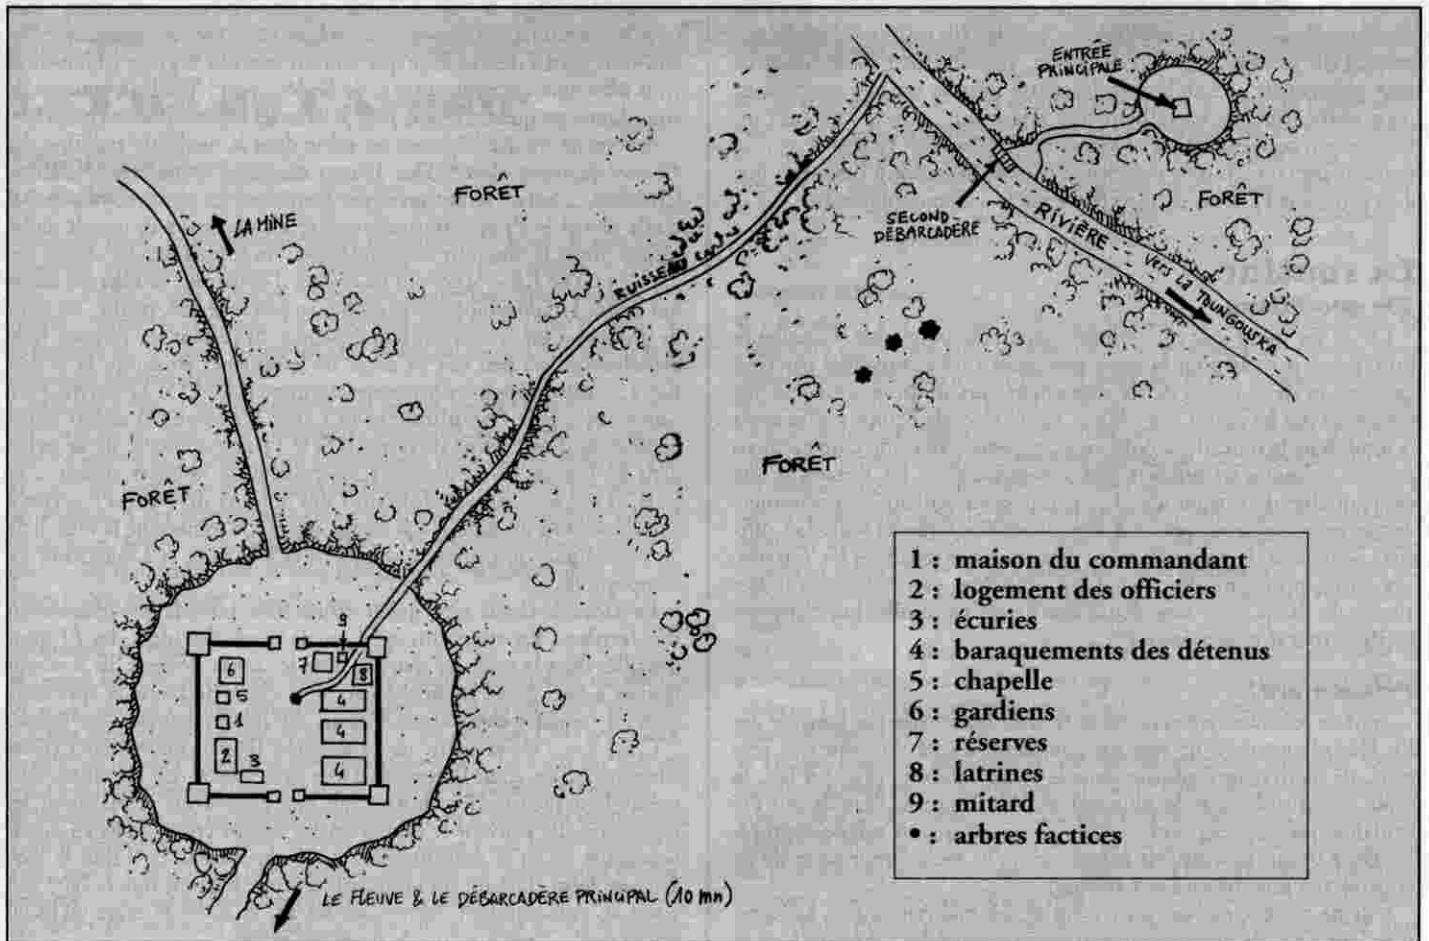 ENTRÉE
PRINCIPALE
FORÊT
LA MINE
FORÊT
SECOND
DÉBARCADÈRE
RIVIÈRE
vers LA TOUNGOUSKA
RUISSEAU
FORÊT
FORÊT
9
7
8
6
5
4
1
4
2
3
4
1 : maison du commandant
2 : logement des officiers
3 : écuries
4 : baraquements des détenus
5 : chapelle
6 : gardiens
7 : réserves
8 : latrines
9 : mitard
• : arbres factices
LE FLEUVE & LE DÉBARCADÈRE PRINCIPAL (10 mn)